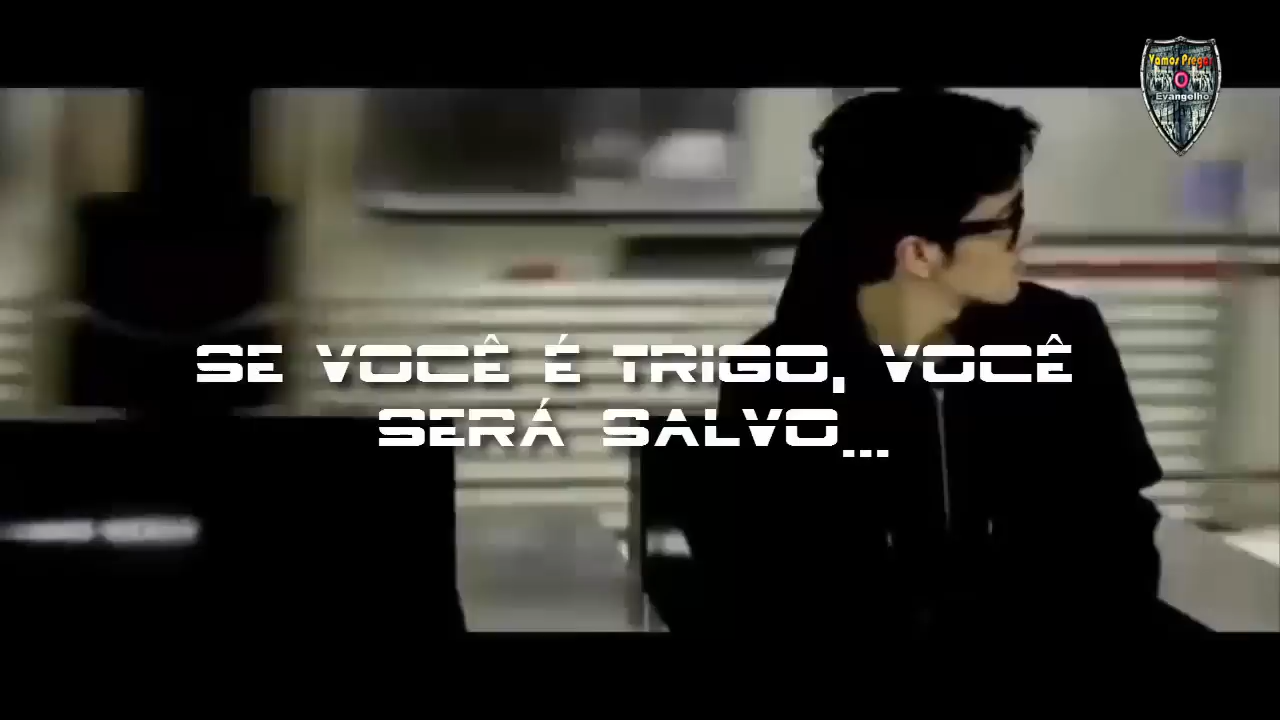 Vamos Pregar
O
Evangelho
SE VOCÊ É TRIGO, VOCÊ
SERÁ SALVO...